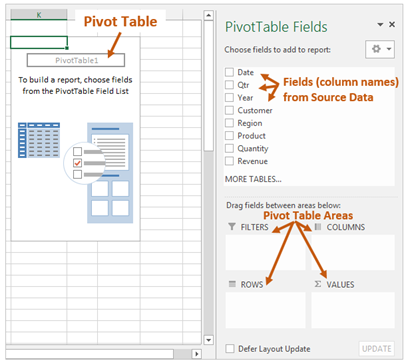 K
Pivot Table
PivotTable1
To build a report, choose fields
from the PivotTable Field List
PivotTable Fields
Choose fields to add to report:
Date
Qtr
Year
Customer
Region
Product
Quantity
Revenue
Fields (column names)
from Source Data
MORE TABLES...
Drag fields between areas below:
Pivot Table Areas
FILTERS
COLUMNS
ROWS
Σ VALUES
Defer Layout Update
UPDATE